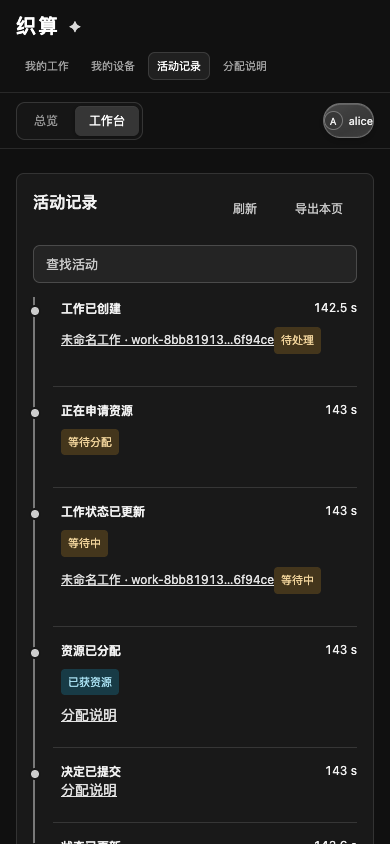 织算
我的工作 我的设备 活动记录 分配说明
总览 工作台 A alice
活动记录 刷新 导出本页
查找活动
工作已创建 142.5 s
未命名工作 · work-8bb81913…6f94ce 待处理
正在申请资源 143 s
等待分配
工作状态已更新 143 s
等待中
未命名工作 · work-8bb81913…6f94ce 等待中
资源已分配 143 s
已获资源
分配说明
决定已提交 143 s
分配说明